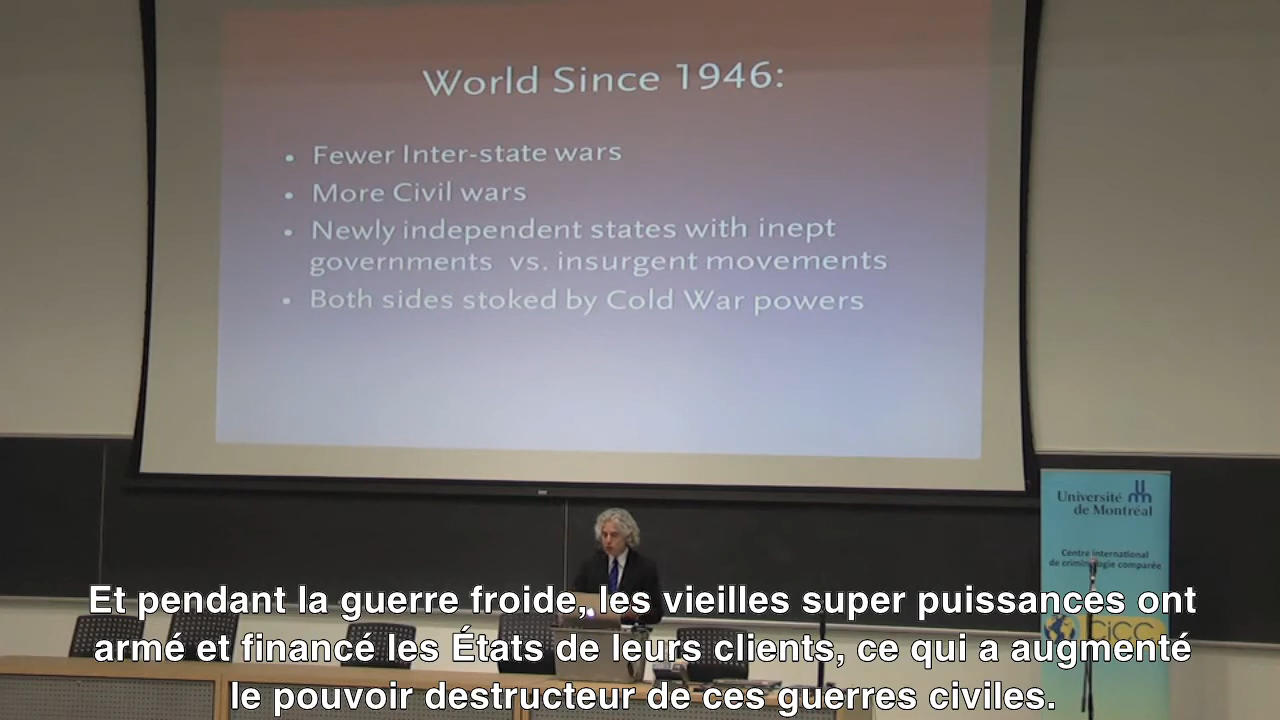 World Since 1946:
• Fewer Inter-state wars
• More Civil wars
• Newly independent states with inept
governments vs. insurgent movements
• Both sides stoked by Cold War powers
Université
de Montréal
Centre international
de criminologie comparée
cicc
Et pendant la guerre froide, les vieilles super puissances ont
armé et financé les États de leurs clients, ce qui a augmenté
le pouvoir destructeur de ces guerres civiles.